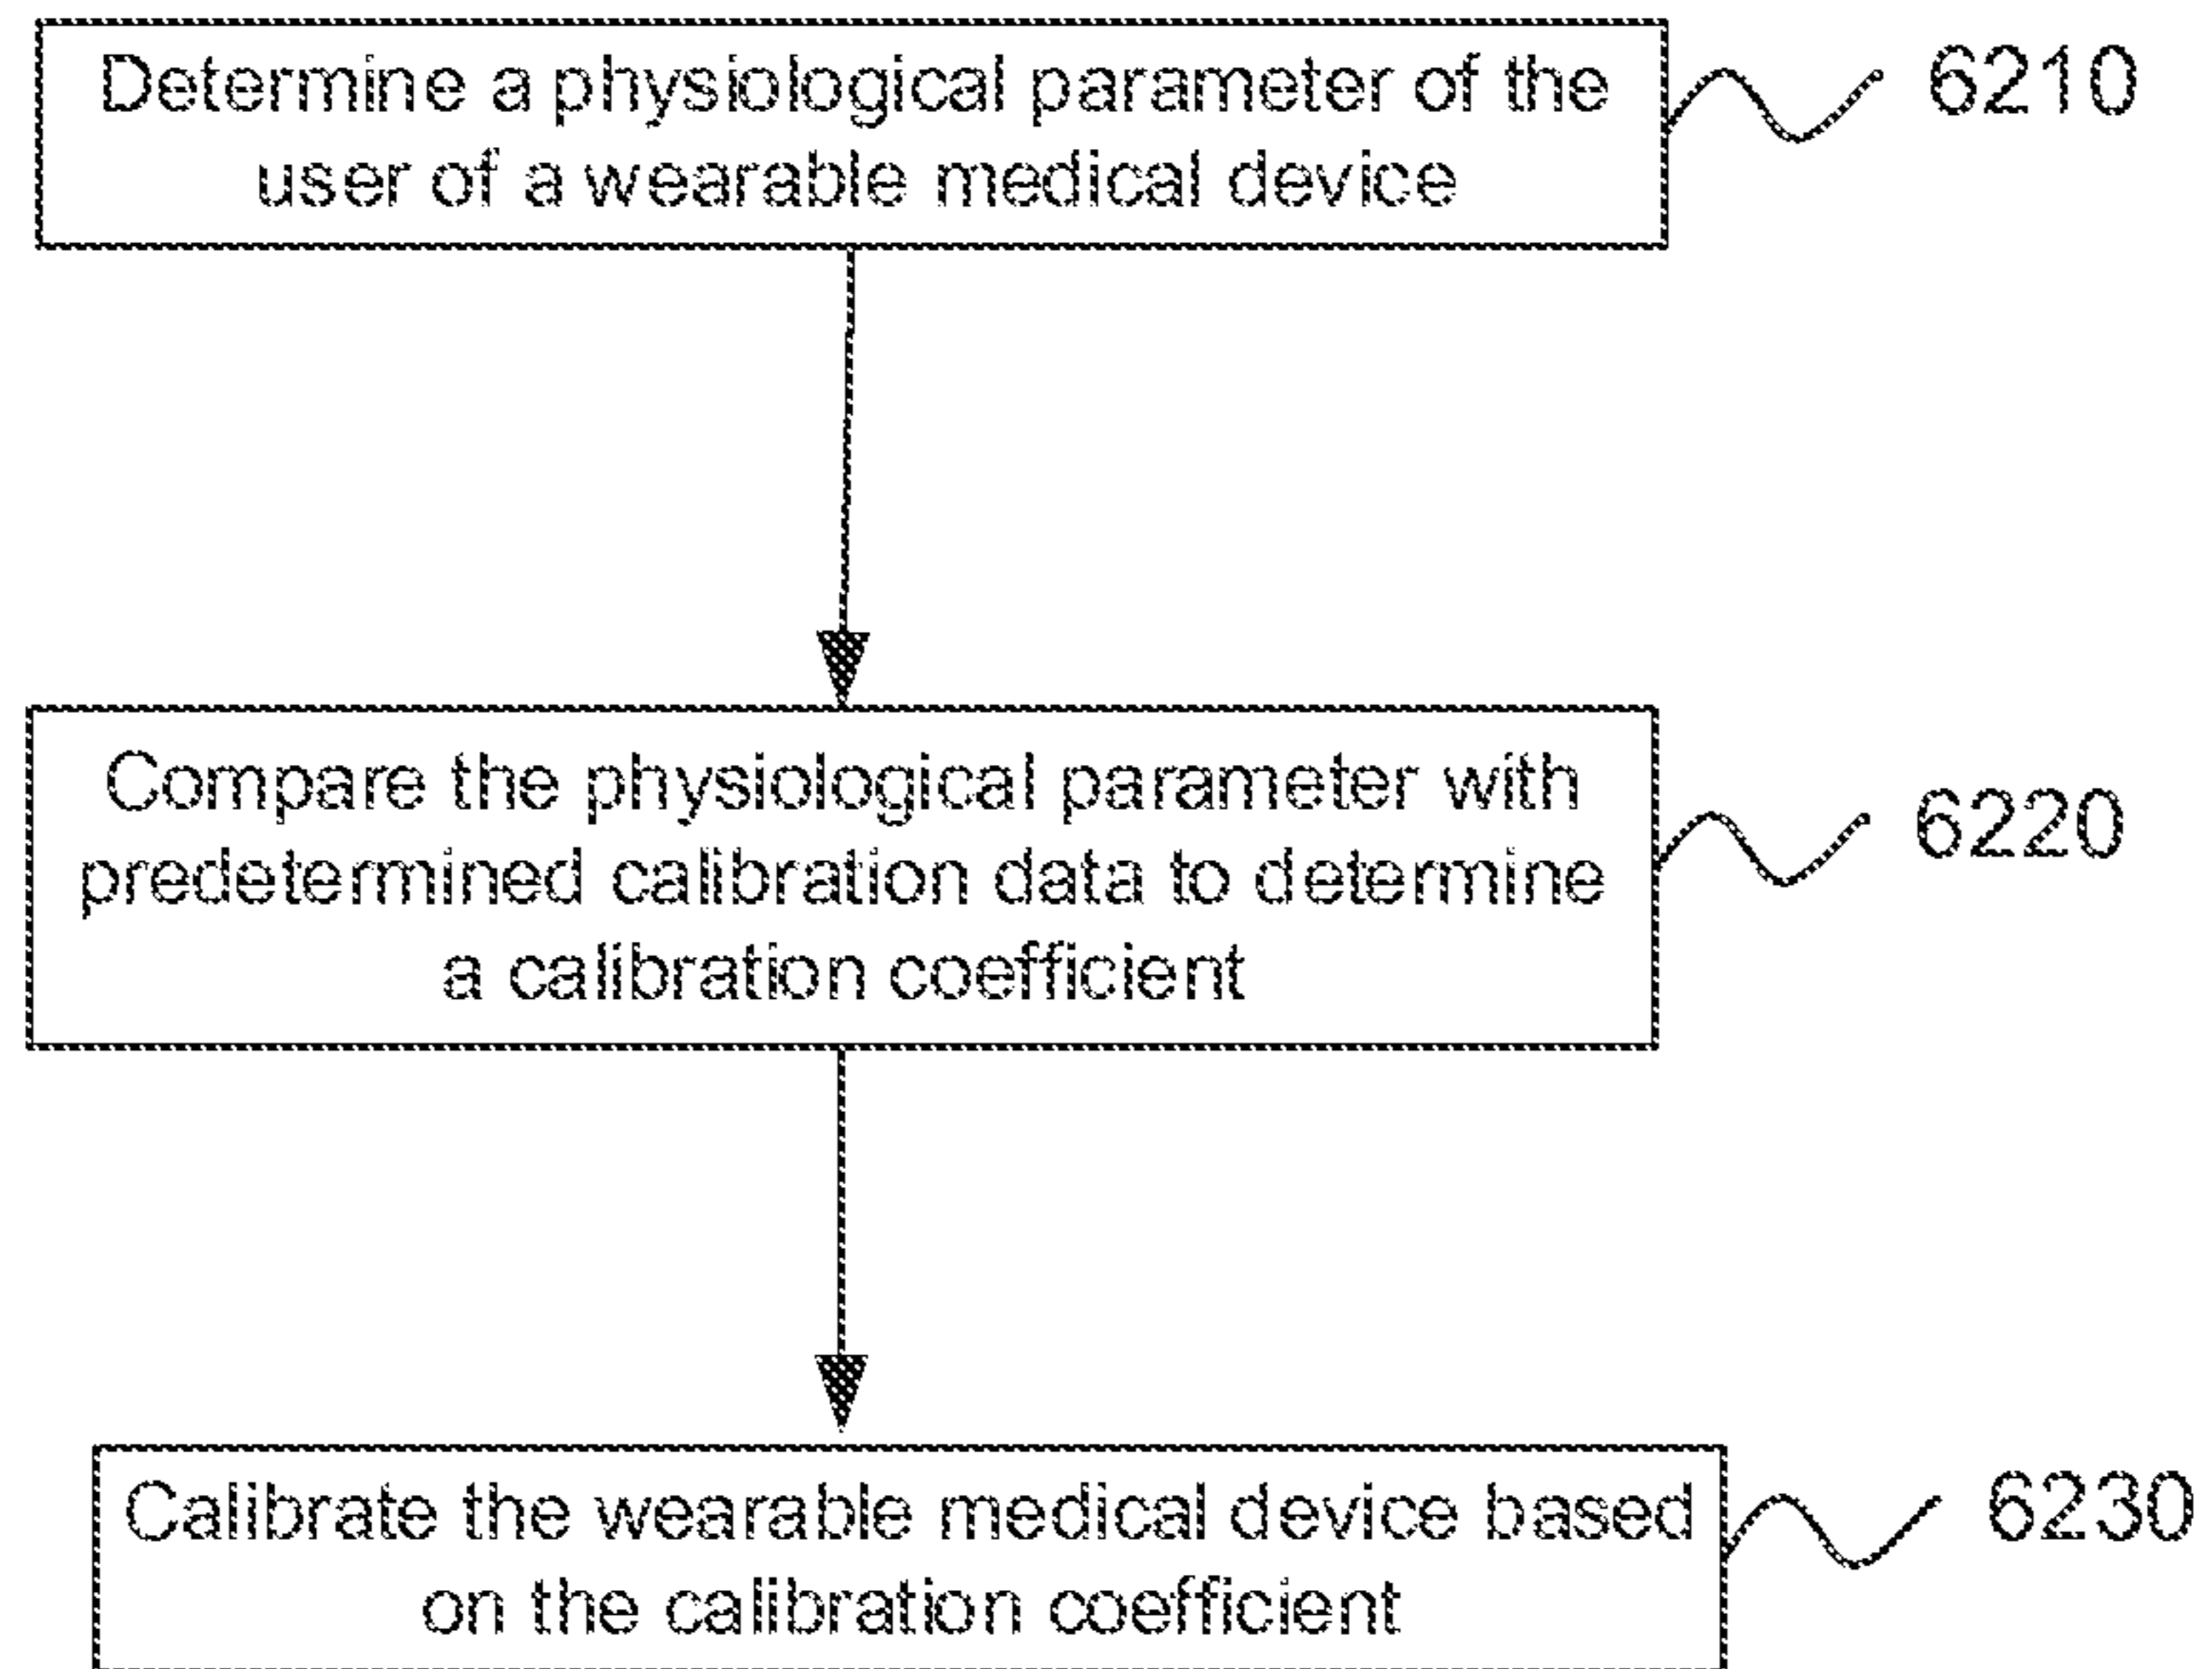 Determine a physiological parameter of the
user of a wearable medical device
6210
Compare the physiological parameter with
predetermined calibration data to determine
a calibration coefficient
6220
Calibrate the wearable medical device based
on the calibration coefficient
6230